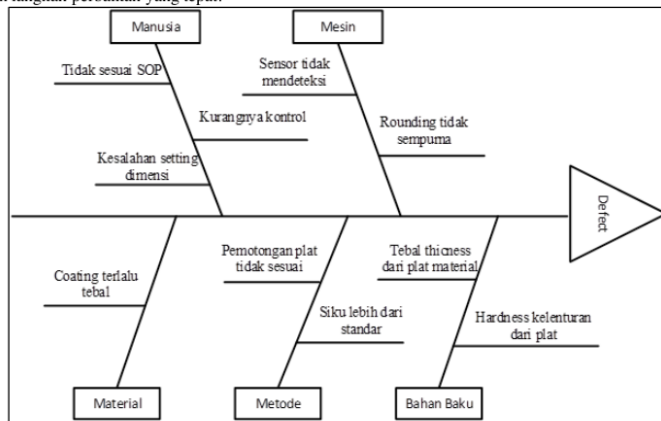 Manusia
Mesin
Tidak sesuai SOP
Sensor tidak
mendeteksi
Kurangnya kontrol
Rounding tidak
sempurna
Kesalahan setting
dimensi
Defect
Coating terlalu
tebal
Pemotongan plat
tidak sesuai
Tebal thicness
dari plat material
Siku lebih dari
standar
Hardness kelenturan
dari plat
Material
Metode
Bahan Baku